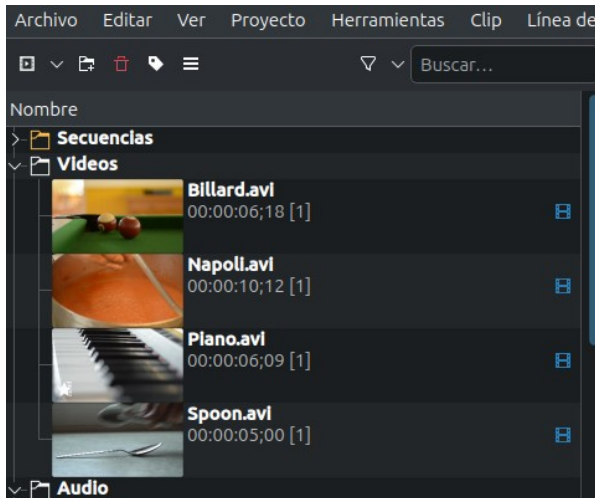 Archivo Editar Ver Proyecto Herramientas Clip Línea de
Buscar...
Nombre
Secuencias
Videos
Billard.avi
00:00:06;18 [1]
Napoli.avi
00:00:10;12 [1]
Piano.avi
00:00:06;09 [1]
Spoon.avi
00:00:05;00 [1]
Audio